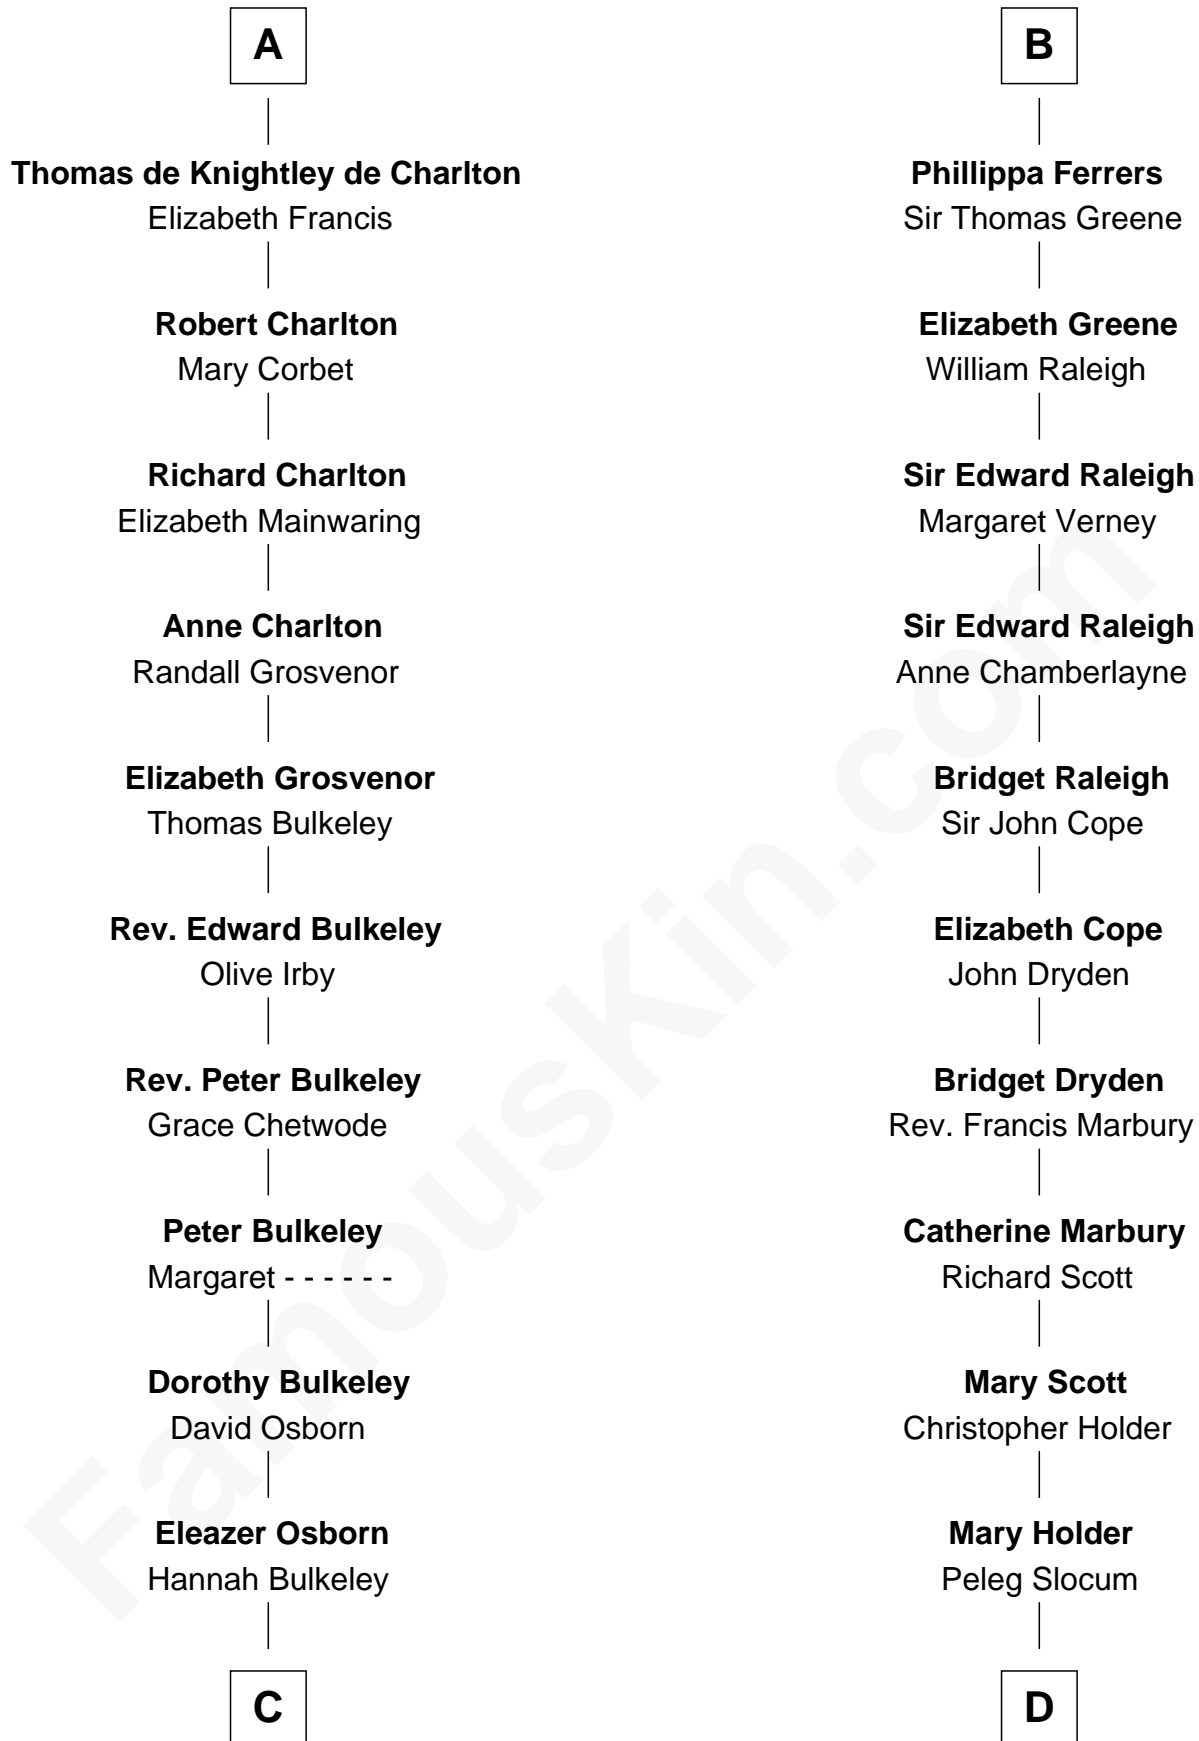 A
Thomas de Knightley de Charlton
Elizabeth Francis
Robert Charlton
Mary Corbet
Richard Charlton
Elizabeth Mainwaring
Anne Charlton
Randall Grosvenor
Elizabeth Grosvenor
Thomas Bulkeley
Rev. Edward Bulkeley
Olive Irby
Rev. Peter Bulkeley
Grace Chetwode
Peter Bulkeley
Margaret - - - - - -
Dorothy Bulkeley
David Osborn
Eleazer Osborn
Hannah Bulkeley
C
B
Phillippa Ferrers
Sir Thomas Greene
Elizabeth Greene
William Raleigh
Sir Edward Raleigh
Margaret Verney
Sir Edward Raleigh
Anne Chamberlayne
Bridget Raleigh
Sir John Cope
Elizabeth Cope
John Dryden
Bridget Dryden
Rev. Francis Marbury
Catherine Marbury
Richard Scott
Mary Scott
Christopher Holder
Mary Holder
Peleg Slocum
D
FamousKin.com